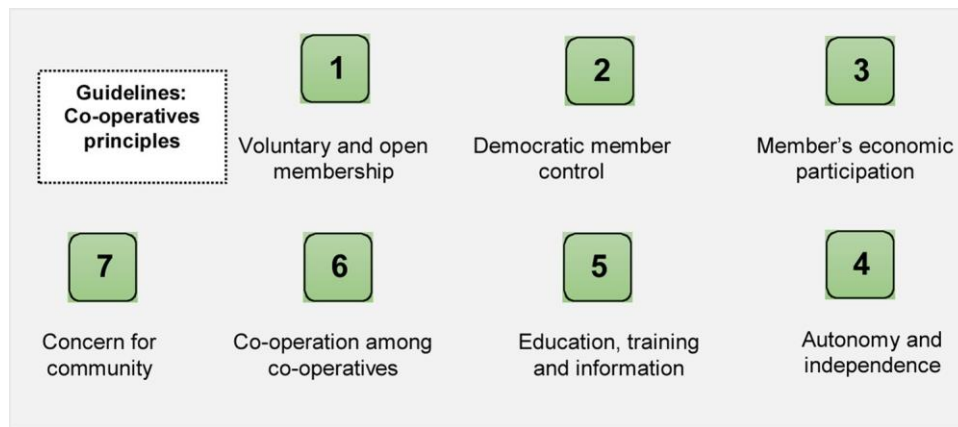 Guidelines:
Co-operatives
principles
1
Voluntary and open
membership
2
Democratic member
control
3
Member’s economic
participation
7
Concern for
community
6
Co-operation among
co-operatives
5
Education, training
and information
4
Autonomy and
independence